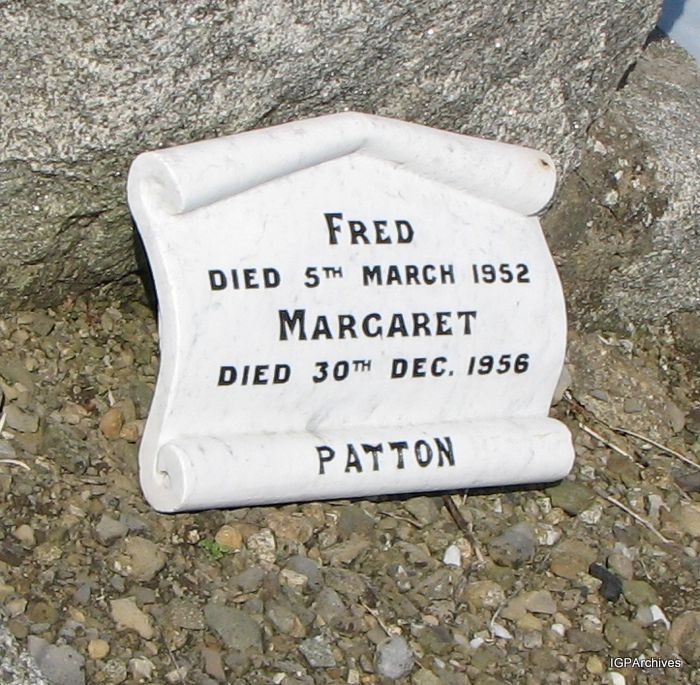 FRED
DIED 5TH MARCH 1952
MARGARET
DIED 30TH DEC. 1956
PATTON
IGPArchives